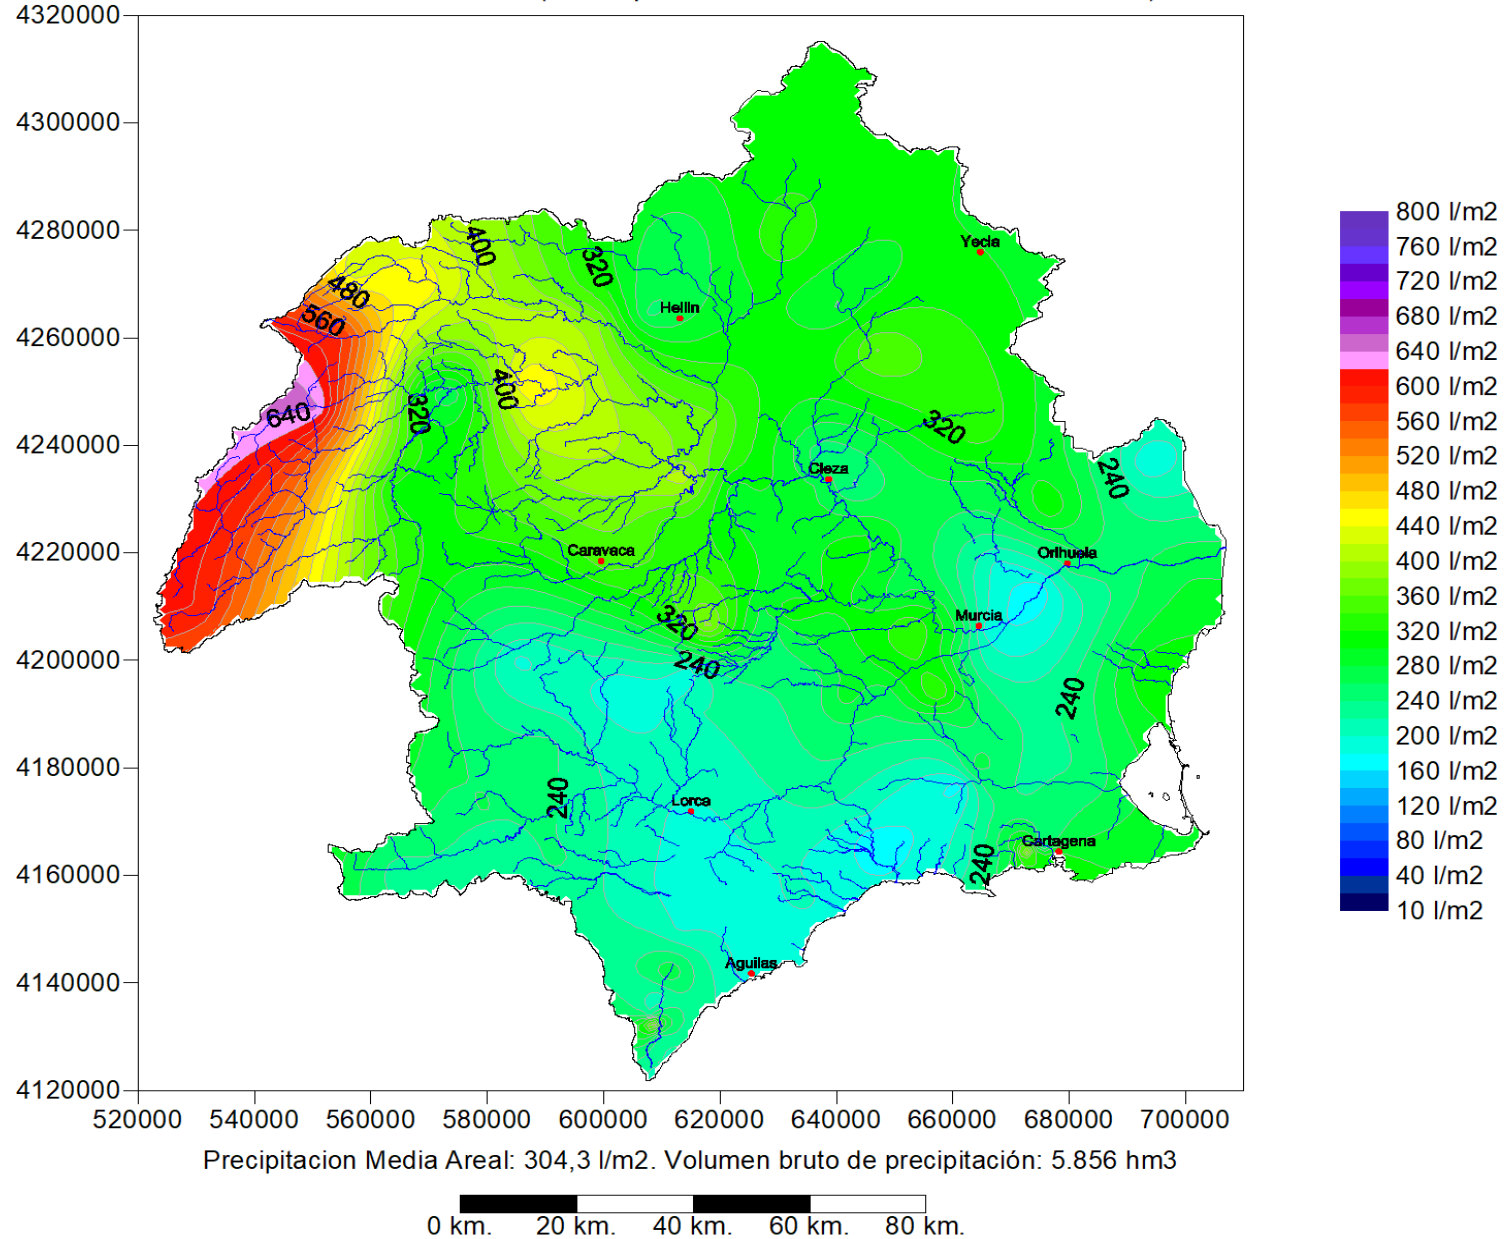 4320000
4300000
4280000
4260000
4240000
4220000
4200000
4180000
4160000
4140000
4120000
520000 540000 560000 580000 600000 620000 640000 660000 680000 700000
400
320
480
560
640
320
400
320
240
320
240
240
240
240
Yecla
Hellin
Cieza
Caravaca
Orihuela
Murcia
Lorca
Cartagena
Aguilas
800 l/m2
760 l/m2
720 l/m2
680 l/m2
640 l/m2
600 l/m2
560 l/m2
520 l/m2
480 l/m2
440 l/m2
400 l/m2
360 l/m2
320 l/m2
280 l/m2
240 l/m2
200 l/m2
160 l/m2
120 l/m2
80 l/m2
40 l/m2
10 l/m2
Precipitacion Media Areal: 304,3 l/m2. Volumen bruto de precipitación: 5.856 hm3
0 km. 20 km. 40 km. 60 km. 80 km.